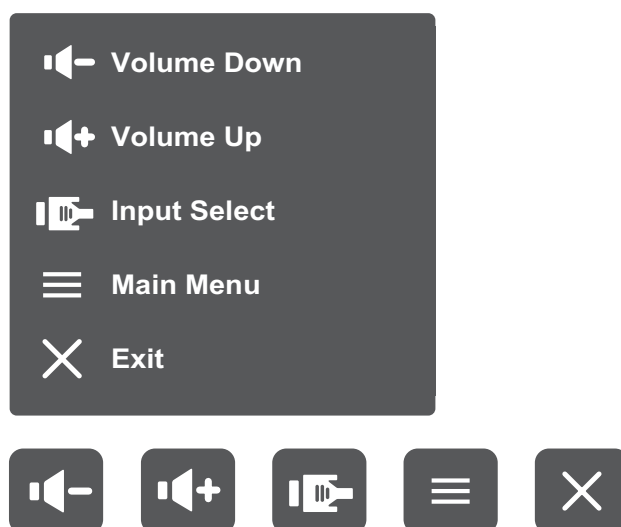 Volume Down
Volume Up
Input Select
Main Menu
Exit